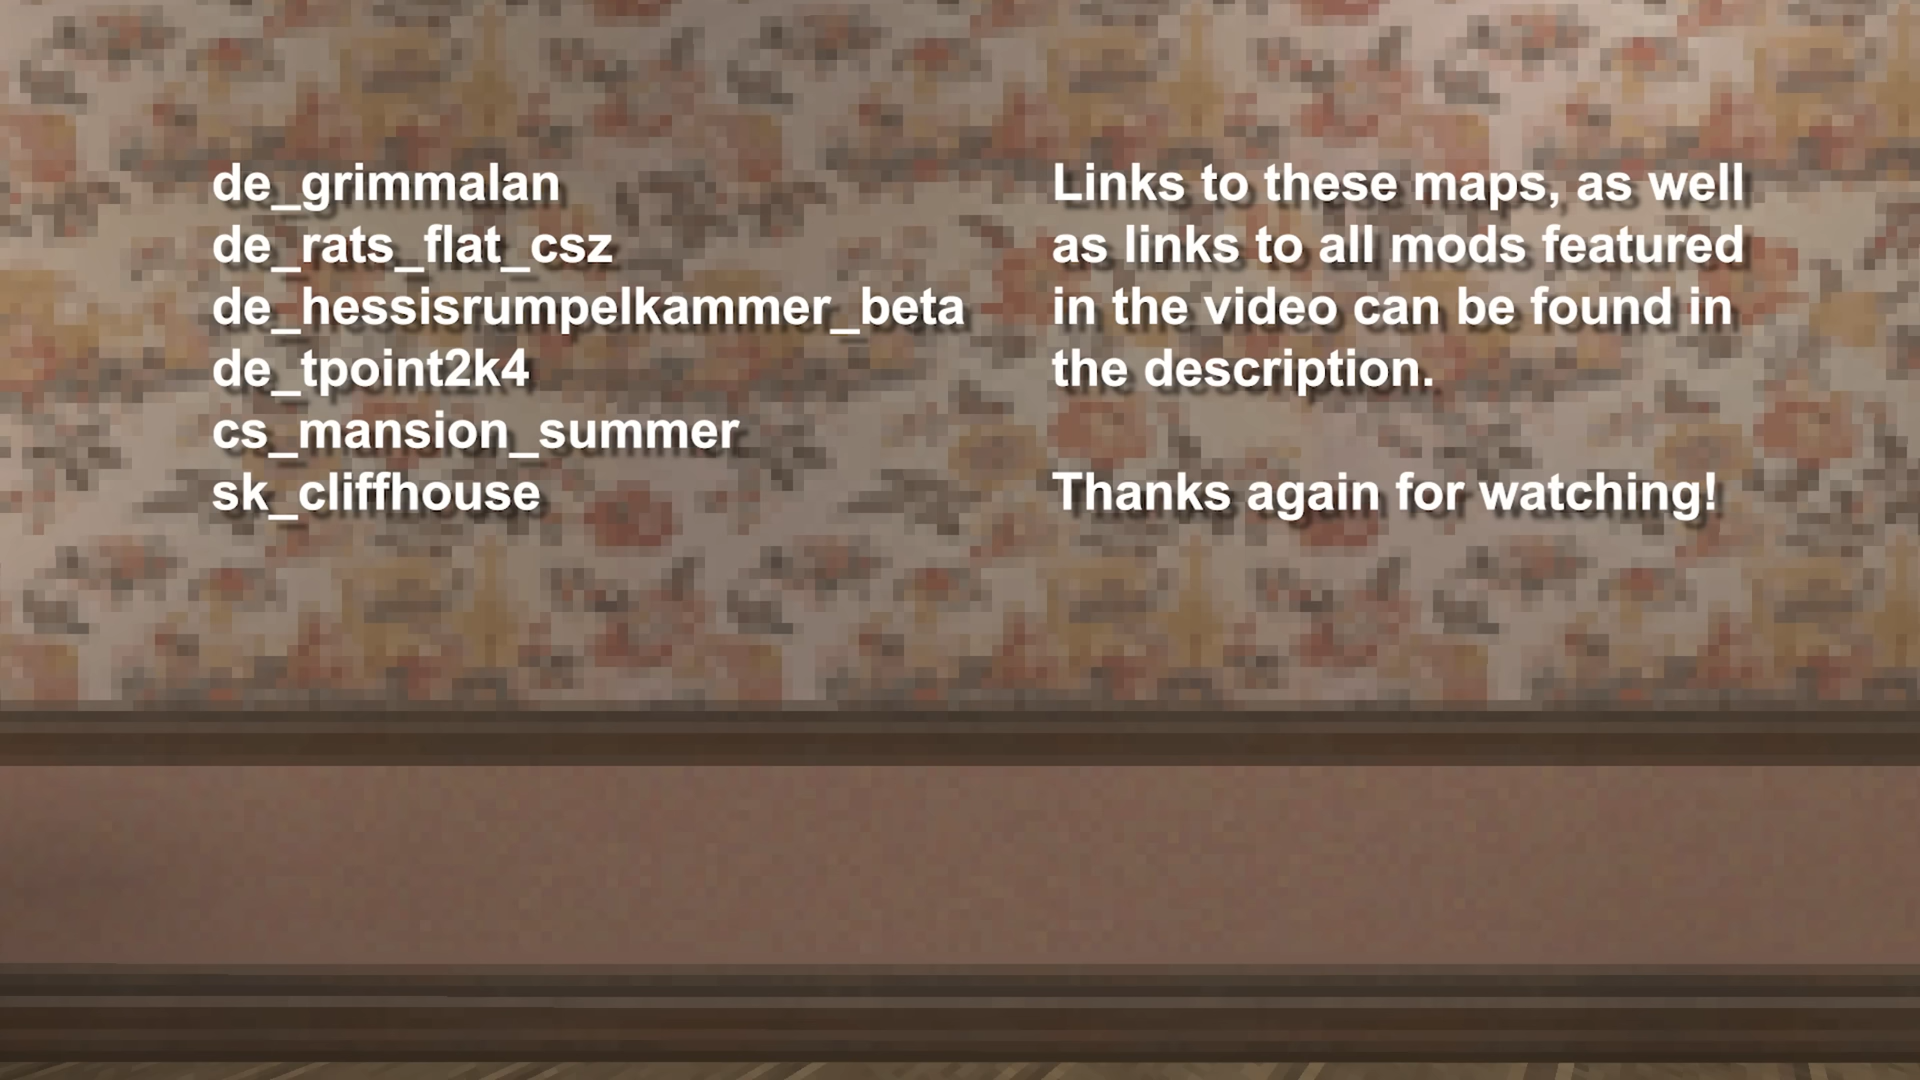 de_grimmalan
de_rats_flat_csz
de_hessisrumpelkammer_beta
de_tpoint2k4
cs_mansion_summer
sk_cliffhouse
Links to these maps, as well
as links to all mods featured
in the video can be found in
the description.
Thanks again for watching!